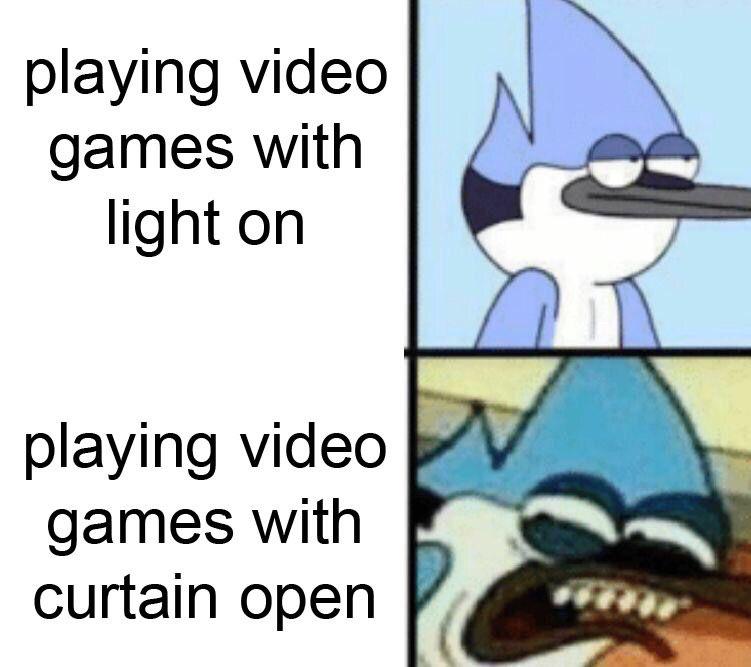 playing video
games with
light on
playing video
games with
curtain open